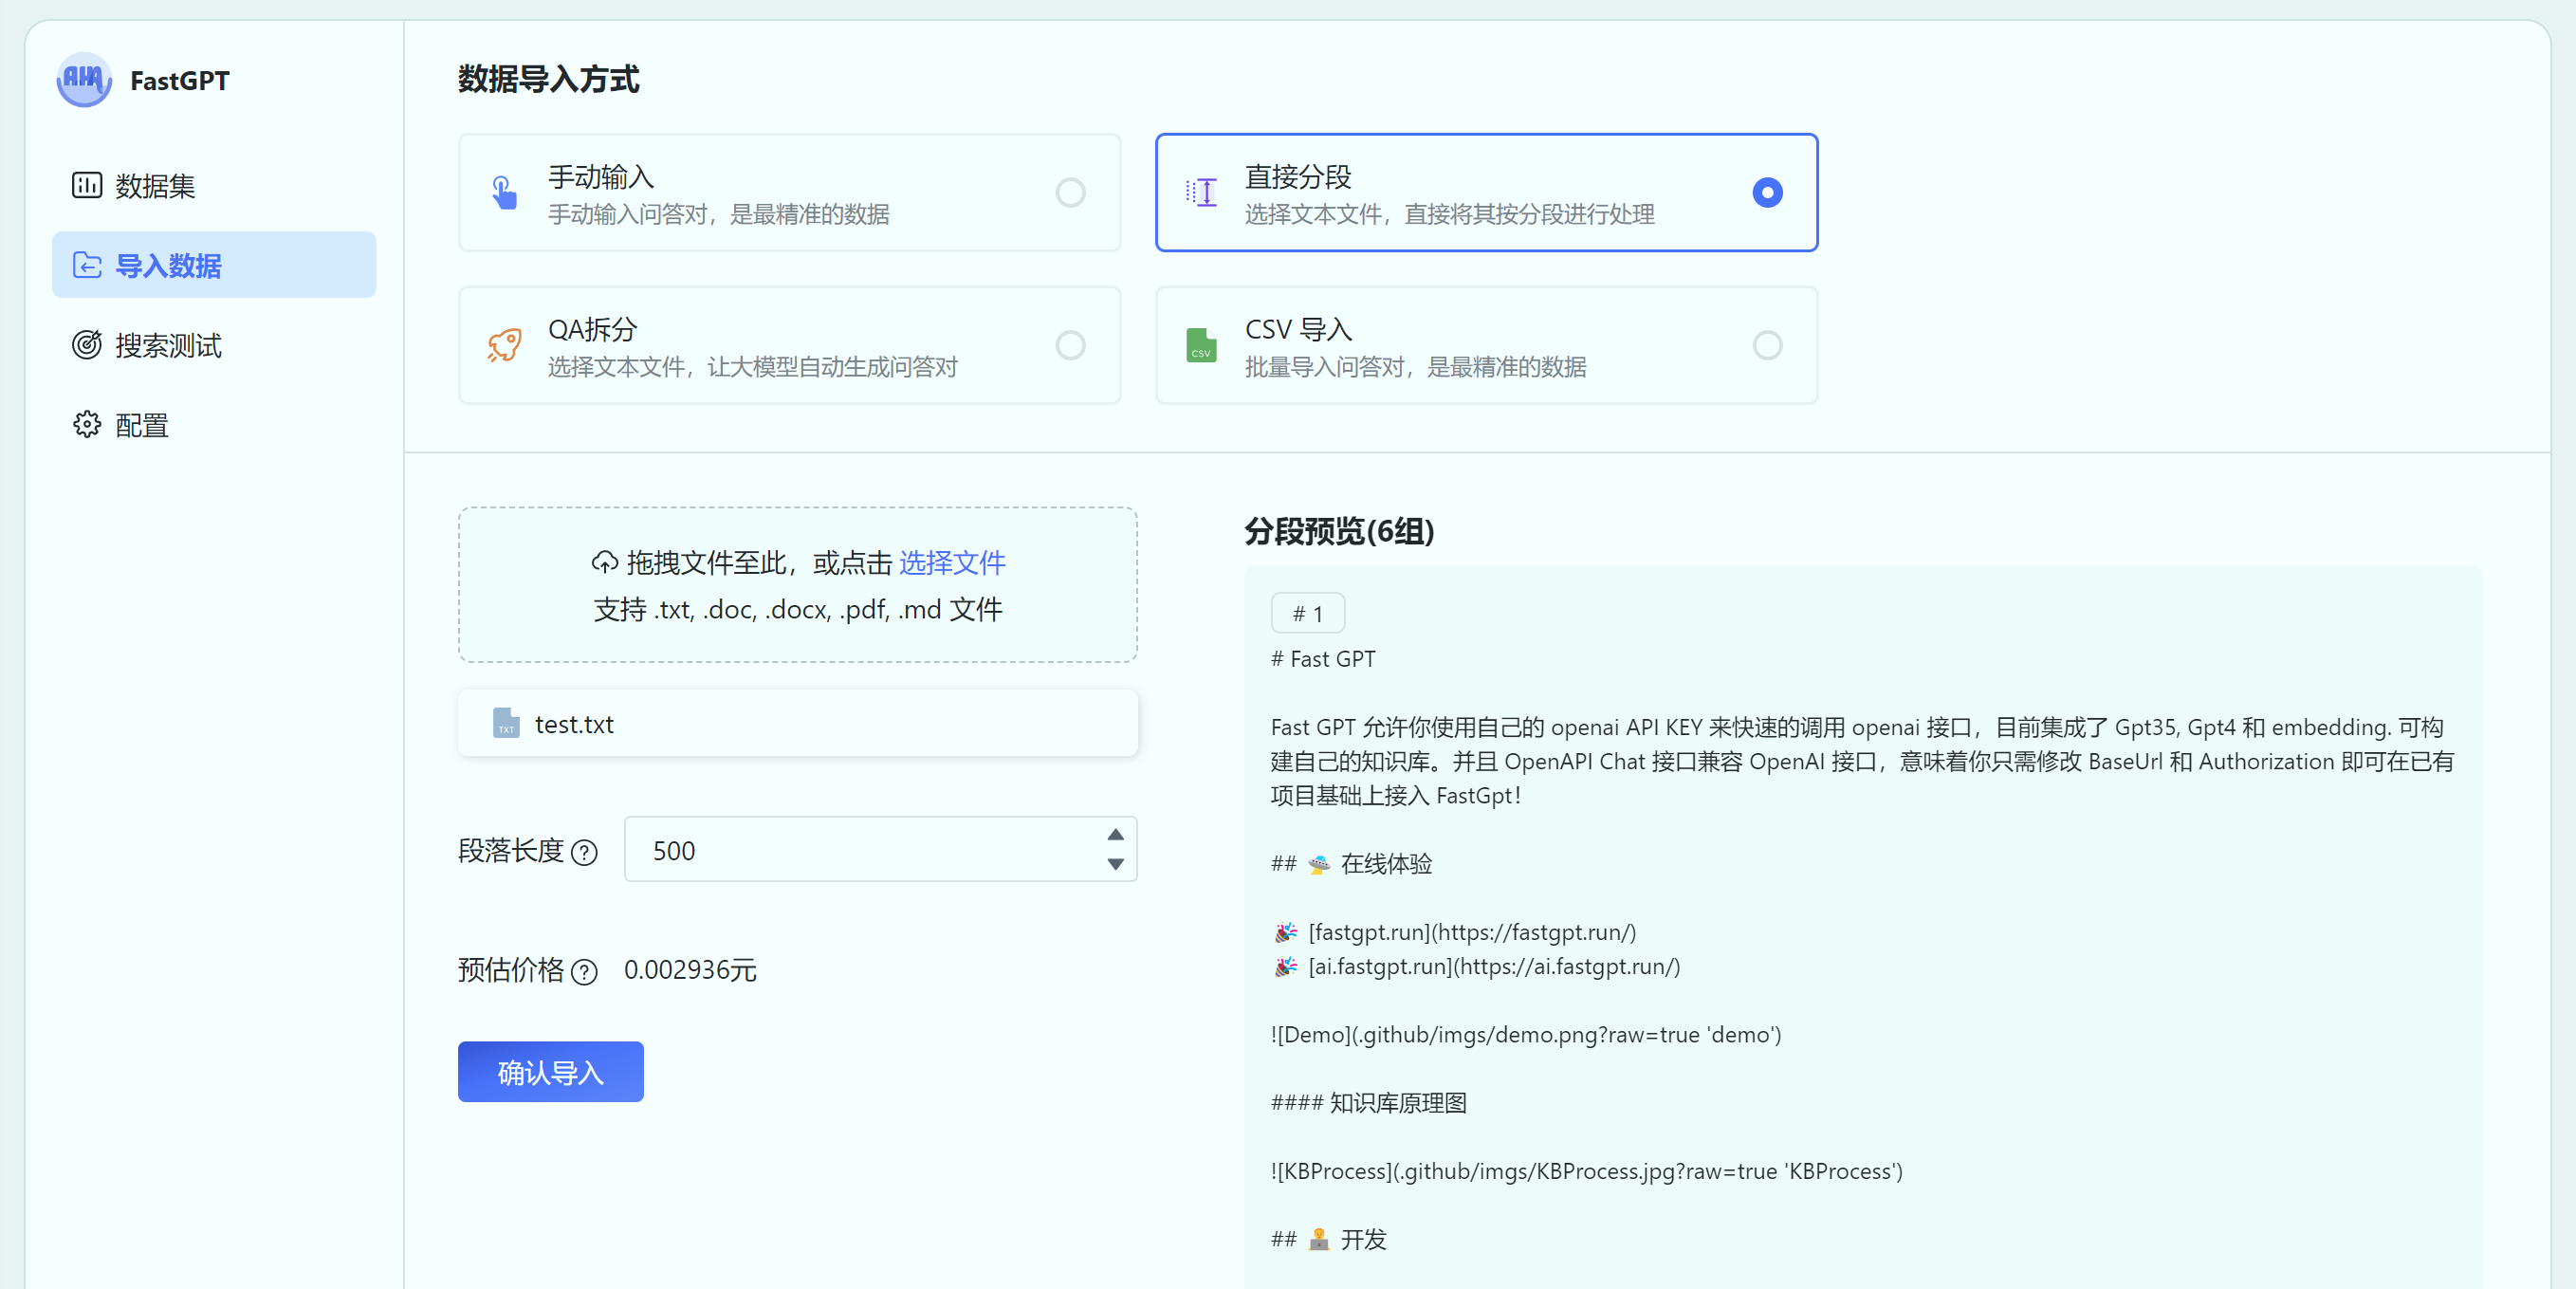 FastGPT
数据集
导入数据
搜索测试
配置
数据导入方式
手动输入
手动输入问答对，是最精准的数据
直接分段
选择文本文件，直接将其按分段进行处理
QA拆分
选择文本文件，让大模型自动生成问答对
CSV
CSV 导入
批量导入问答对，是最精准的数据
拖拽文件至此，或点击 选择文件
支持 .txt, .doc, .docx, .pdf, .md 文件
TXT
test.txt
段落长度 ? 500
预估价格 ? 0.002936元
确认导入
分段预览(6组)
# 1
# Fast GPT
Fast GPT 允许你使用自己的 openai API KEY 来快速的调用 openai 接口，目前集成了 Gpt35, Gpt4 和 embedding. 可构
建自己的知识库。并且 OpenAPI Chat 接口兼容 OpenAI 接口，意味着你只需修改 BaseUrl 和 Authorization 即可在已有
项目基础上接入 FastGpt！
## 🛸 在线体验
🎉 [fastgpt.run](https://fastgpt.run/)
🎉 [ai.fastgpt.run](https://ai.fastgpt.run/)
![Demo](.github/imgs/demo.png?raw=true 'demo')
#### 知识库原理图
![KBProcess](.github/imgs/KBProcess.jpg?raw=true 'KBProcess')
## 👨‍💻 开发